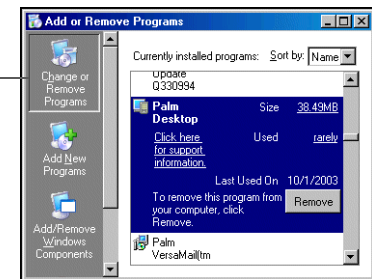 Add or Remove Programs
Change or
Remove
Programs
Add New
Programs
Add/Remove
Windows
Components
Currently installed programs:
Sort by: Name
Update
Q330994
Palm Desktop
Size 38.49MB
Click here for support information.
Used rarely
Last Used On 10/1/2003
To remove this program from
your computer, click
Remove.
Remove
Palm
VersaMail(tm